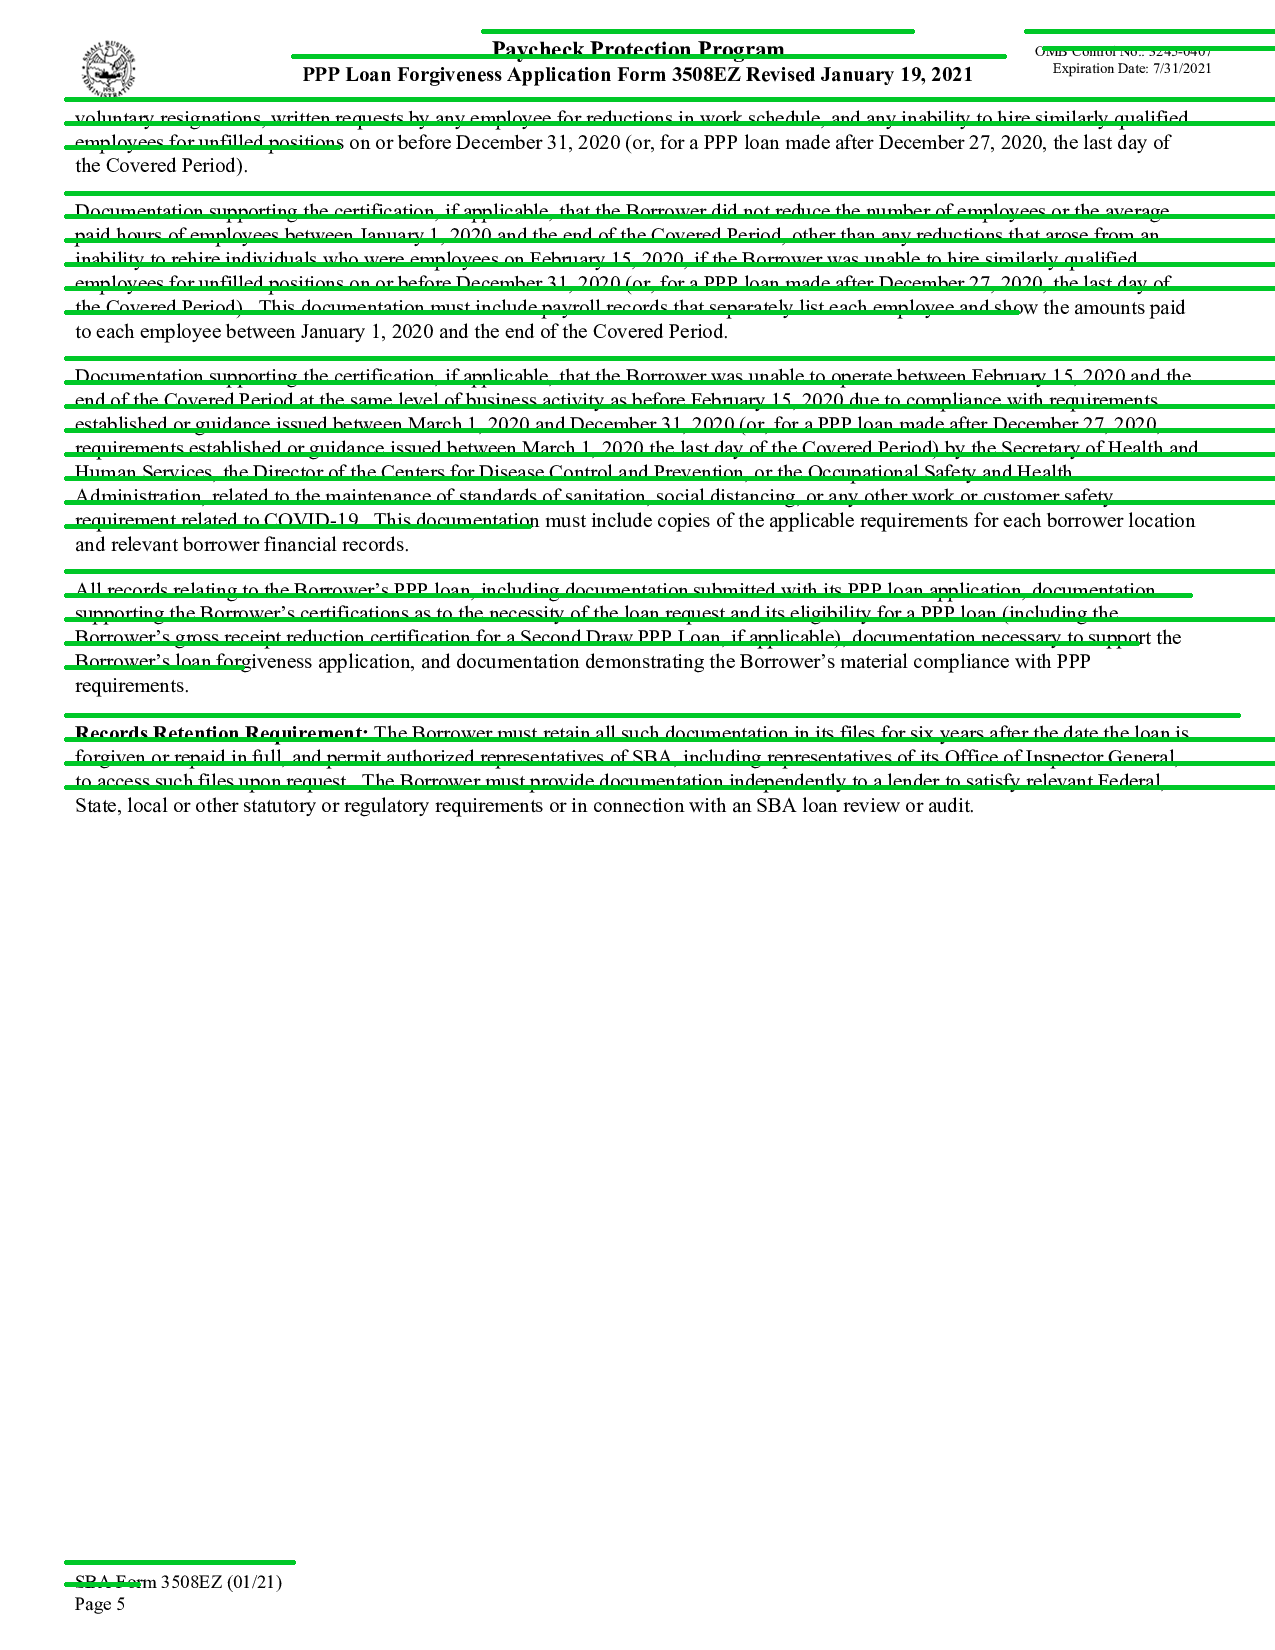 Paycheck Protection Program
OMB Control No.: 3245-0407
PPP Loan Forgiveness Application Form 3508EZ Revised January 19, 2021
Expiration Date: 7/31/2021
voluntary resignations, written requests by any employee for reductions in work schedule, and any inability to hire similarly qualified
employees for unfilled positions on or before December 31, 2020 (or, for a PPP loan made after December 27, 2020, the last day of
the Covered Period).
Documentation supporting the certification, if applicable, that the Borrower did not reduce the number of employees or the average
paid hours of employees between January 1, 2020 and the end of the Covered Period, other than any reductions that arose from an
inability to rehire individuals who were employees on February 15, 2020, if the Borrower was unable to hire similarly qualified
employees for unfilled positions on or before December 31, 2020 (or, for a PPP loan made after December 27, 2020, the last day of
the Covered Period). This documentation must include payroll records that separately list each employee and show the amounts paid
to each employee between January 1, 2020 and the end of the Covered Period.
Documentation supporting the certification, if applicable, that the Borrower was unable to operate between February 15, 2020 and the
end of the Covered Period at the same level of business activity as before February 15, 2020 due to compliance with requirements
established or guidance issued between March 1, 2020 and December 31, 2020 (or, for a PPP loan made after December 27, 2020,
requirements established or guidance issued between March 1, 2020 the last day of the Covered Period) by the Secretary of Health and
Human Services, the Director of the Centers for Disease Control and Prevention, or the Occupational Safety and Health
Administration, related to the maintenance of standards of sanitation, social distancing, or any other work or customer safety
requirement related to COVID-19. This documentation must include copies of the applicable requirements for each borrower location
and relevant borrower financial records.
All records relating to the Borrower’s PPP loan, including documentation submitted with its PPP loan application, documentation
supporting the Borrower’s certifications as to the necessity of the loan request and its eligibility for a PPP loan (including the
Borrower’s gross receipt reduction certification for a Second Draw PPP Loan, if applicable), documentation necessary to support the
Borrower’s loan forgiveness application, and documentation demonstrating the Borrower’s material compliance with PPP
requirements.
Records Retention Requirement: The Borrower must retain all such documentation in its files for six years after the date the loan is
forgiven or repaid in full, and permit authorized representatives of SBA, including representatives of its Office of Inspector General,
to access such files upon request. The Borrower must provide documentation independently to a lender to satisfy relevant Federal,
State, local or other statutory or regulatory requirements or in connection with an SBA loan review or audit.
SBA Form 3508EZ (01/21)
Page 5